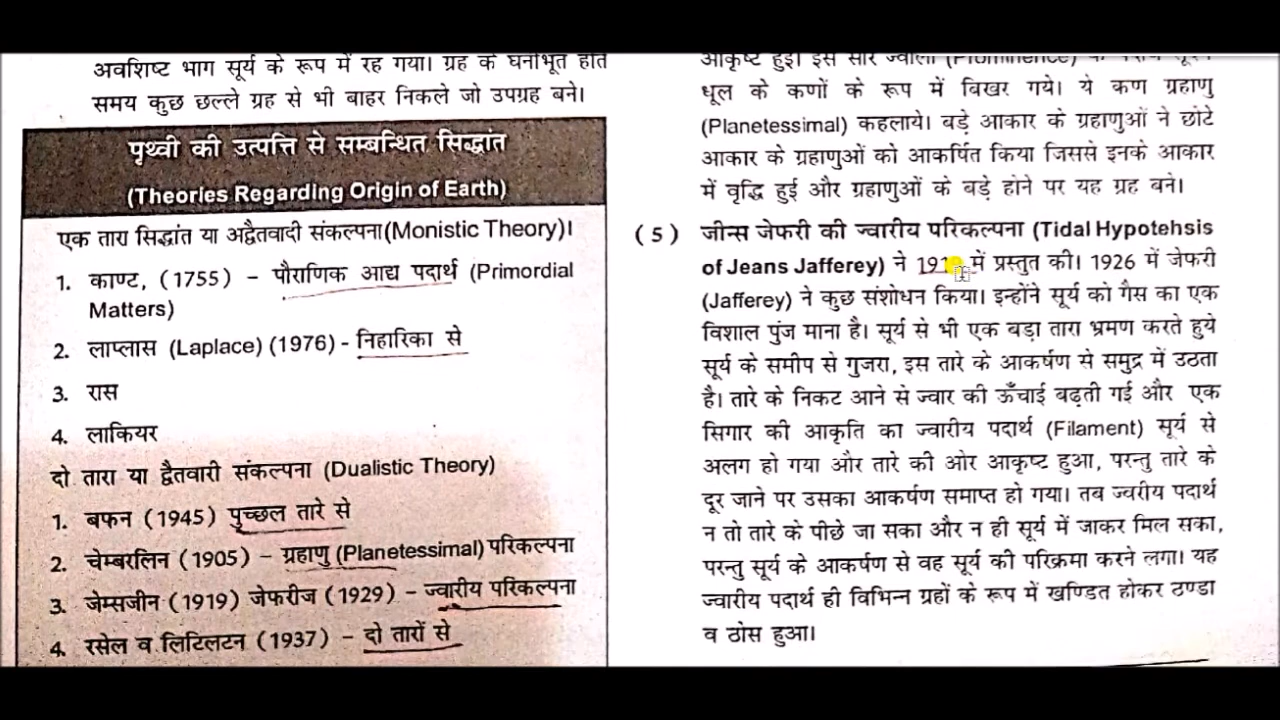 अवशिष्ट भाग सूर्य के रूप में रह गया। ग्रह के घनीभूत होते
समय कुछ छल्ले ग्रह से भी बाहर निकले जो उपग्रह बने।
पृथ्वी की उत्पत्ति से सम्बन्धित सिद्धांत
(Theories Regarding Origin of Earth)
एक तारा सिद्धांत या अद्वैतवादी संकल्पना (Monistic Theory)।
1. काण्ट, (1755) – पौराणिक आद्य पदार्थ (Primordial
Matters)
2. लाप्लास (Laplace) (1976) - निहारिका से
3. रास
4. लाकियर
दो तारा या द्वैतवारी संकल्पना (Dualistic Theory)
1. बफन (1945) पुच्छल तारे से
2. चेम्बरलिन (1905) – ग्रहाणु (Planetessimal) परिकल्पना
3. जेम्सजीन (1919) जेफरीज (1929) – ज्वारीय परिकल्पना
4. रसेल व लिटिलटन (1937) – दो तारों से
आकृष्ट हुई। इस सौर ज्वाला (Prominence) के
धूल के कणों के रूप में बिखर गये। ये कण ग्रहाणु
(Planetessimal) कहलाये। बड़े आकार के ग्रहाणुओं ने छोटे
आकार के ग्रहाणुओं को आकर्षित किया जिससे इनके आकार
में वृद्धि हुई और ग्रहाणुओं के बड़े होने पर यह ग्रह बने।
(5) जीन्स जेफरी की ज्वारीय परिकल्पना (Tidal Hypotehsis
of Jeans Jafferey) ने में प्रस्तुत की। 1926 में जेफरी
(Jafferey) ने कुछ संशोधन किया। इन्होंने सूर्य को गैस का एक
विशाल पुंज माना है। सूर्य से भी एक बड़ा तारा भ्रमण करते हुये
सूर्य के समीप से गुजरा, इस तारे के आकर्षण से समुद्र में उठता
है। तारे के निकट आने से ज्वार की ऊँचाई बढ़ती गई और एक
सिगार की आकृति का ज्वारीय पदार्थ (Filament) सूर्य से
अलग हो गया और तारे की ओर आकृष्ट हुआ, परन्तु तारे के
दूर जाने पर उसका आकर्षण समाप्त हो गया। तब ज्वरीय पदार्थ
न तो तारे के पीछे जा सका और न ही सूर्य में जाकर मिल सका,
परन्तु सूर्य के आकर्षण से वह सूर्य की परिक्रमा करने लगा। यह
ज्वारीय पदार्थ ही विभिन्न ग्रहों के रूप में खण्डित होकर ठण्डा
व ठोंस हुआ।